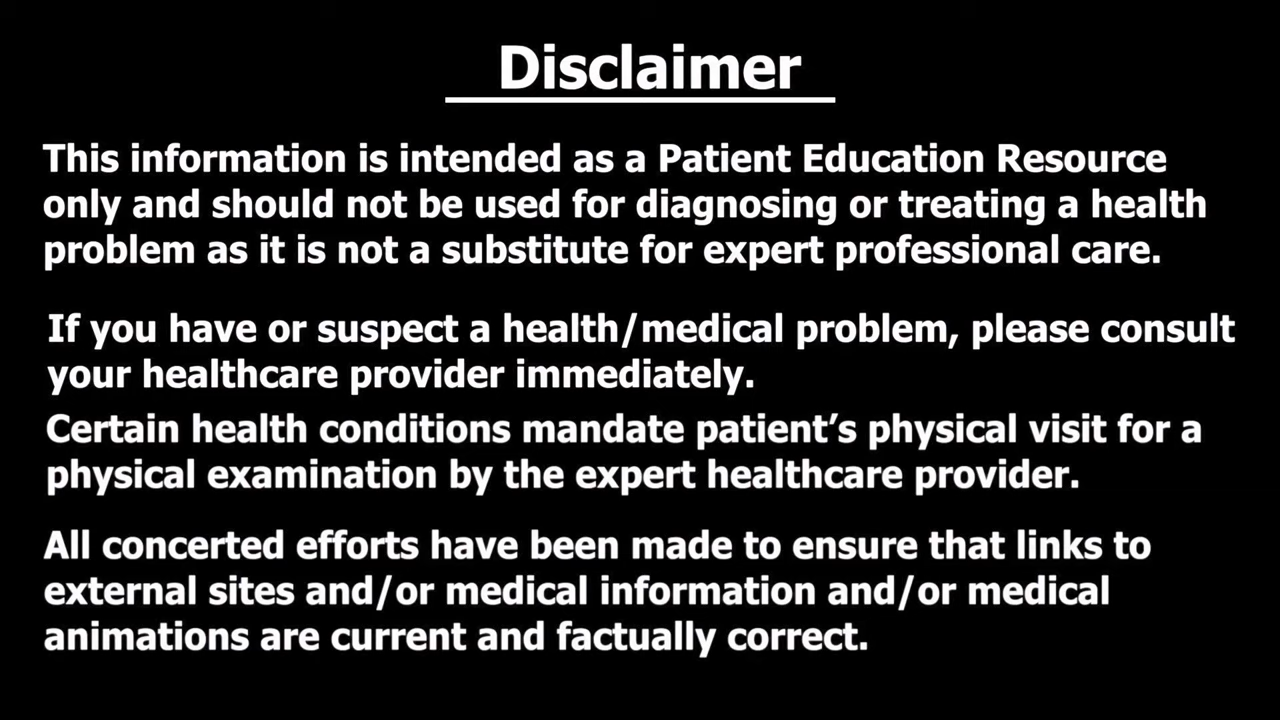 Disclaimer
This information is intended as a Patient Education Resource
only and should not be used for diagnosing or treating a health
problem as it is not a substitute for expert professional care.
If you have or suspect a health/medical problem, please consult
your healthcare provider immediately.
Certain health conditions mandate patient’s physical visit for a
physical examination by the expert healthcare provider.
All concerted efforts have been made to ensure that links to
external sites and/or medical information and/or medical
animations are current and factually correct.